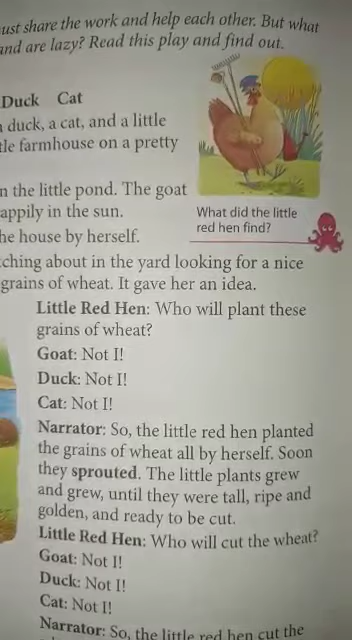 ust share the work and help each other. But what
and are lazy? Read this play and find out.
Duck Cat
duck, a cat, and a little
tle farmhouse on a pretty
n the little pond. The goat
appily in the sun.
he house by herself.
What did the little
red hen find?
ching about in the yard looking for a nice
grains of wheat. It gave her an idea.
Little Red Hen: Who will plant these
grains of wheat?
Goat: Not I!
Duck: Not I!
Cat: Not I!
Narrator: So, the little red hen planted
the grains of wheat all by herself. Soon
they sprouted. The little plants grew
and grew, until they were tall, ripe and
golden, and ready to be cut.
Little Red Hen: Who will cut the wheat?
Goat: Not I!
Duck: Not I!
Cat: Not I!
Narrator: So, the little red hen cut the